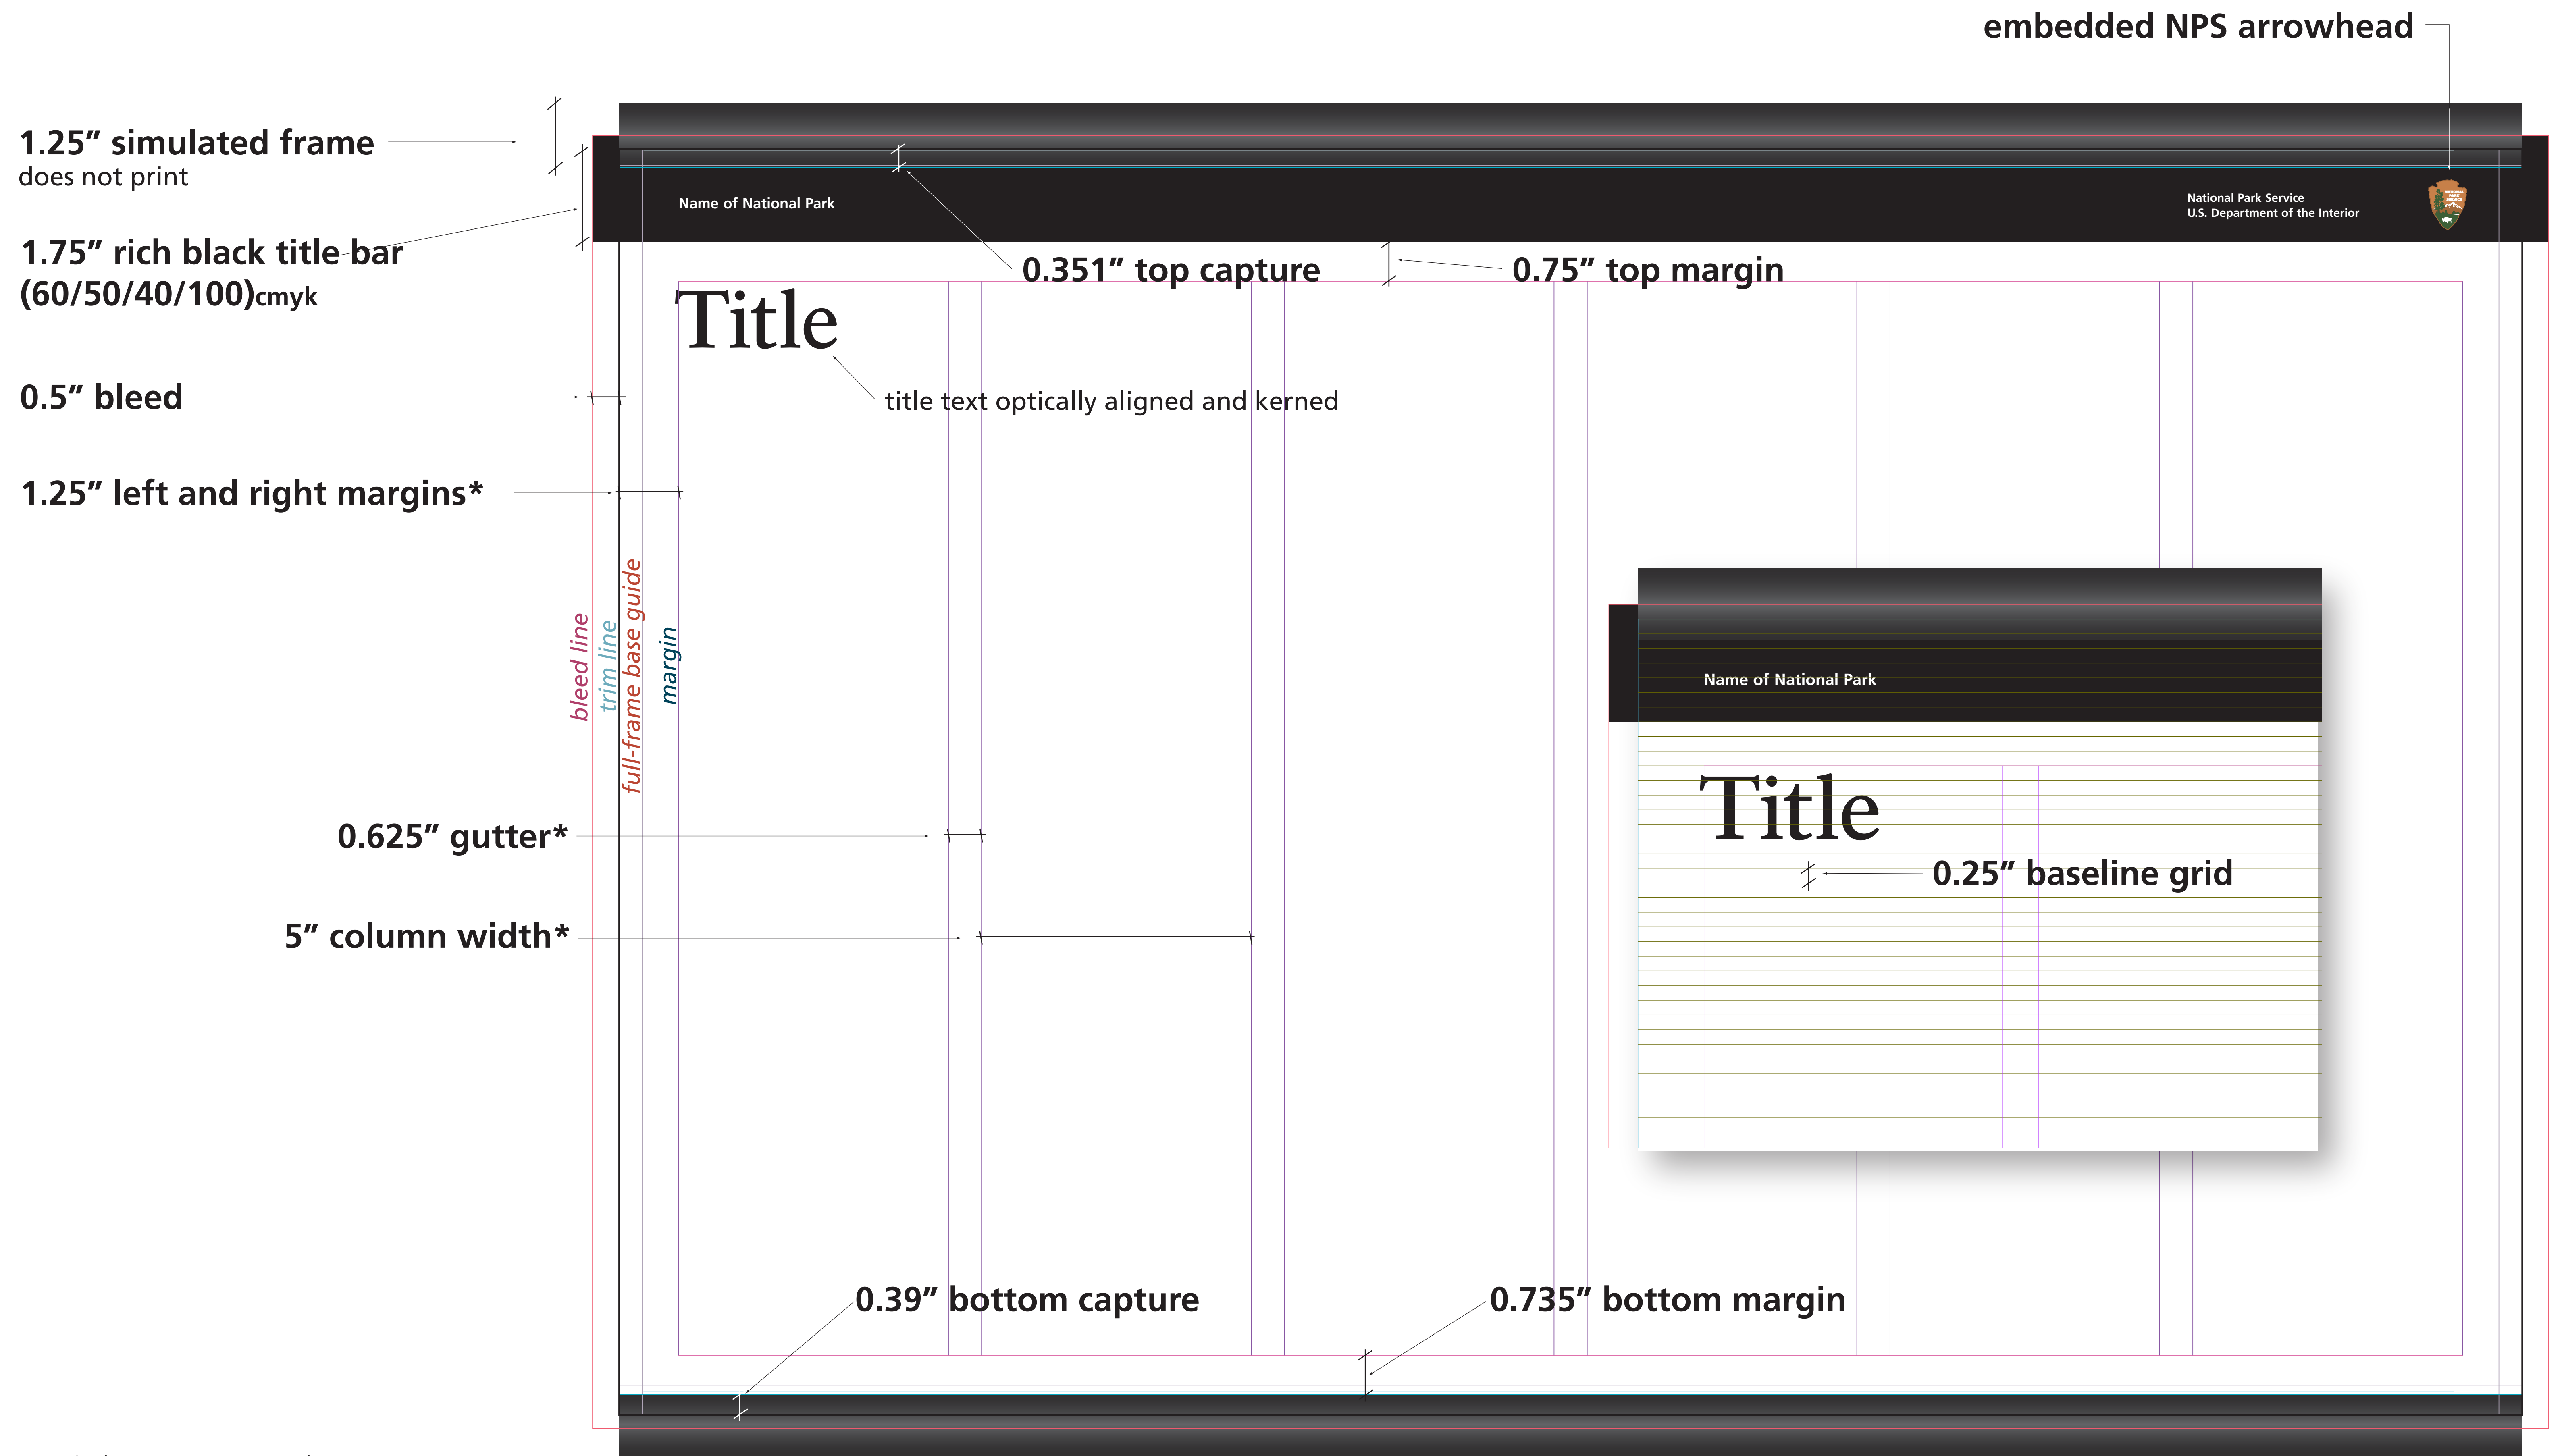 embedded NPS arrowhead
1.25” simulated frame
does not print
Name of National Park
National Park Service
U.S. Department of the Interior
NATIONAL
PARK
SERVICE
1.75” rich black title bar
(60/50/40/100)cmyk
0.351” top capture
0.75” top margin
Title
0.5” bleed
title text optically aligned and kerned
1.25” left and right margins*
bleed line
trim line
full-frame base guide
margin
Name of National Park
Title
0.625” gutter*
0.25” baseline grid
5” column width*
0.39” bottom capture
0.735” bottom margin